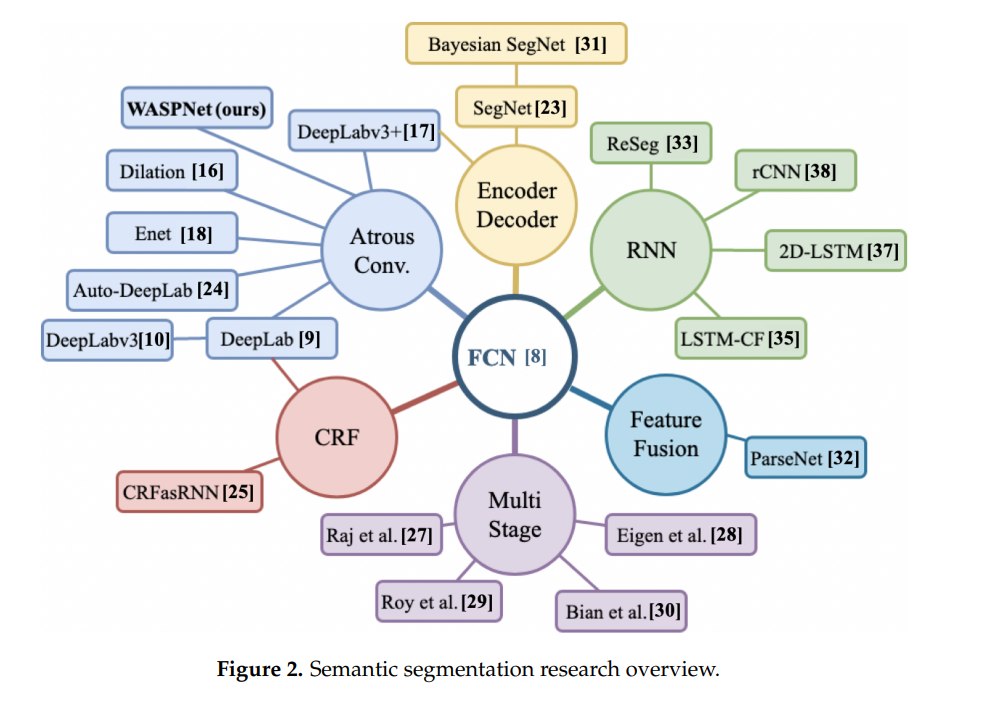 Bayesian SegNet [31]
WASPNet (ours)
DeepLabv3+[17]
SegNet [23]
ReSeg [33]
rCNN [38]
Dilation [16]
Encoder
Decoder
Enet [18]
Atrous
Conv.
RNN
2D-LSTM [37]
Auto-DeepLab [24]
DeepLabv3[10]
DeepLab [9]
LSTM-CF [35]
FCN [8]
CRF
Feature
Fusion
ParseNet [32]
CRFasRNN [25]
Multi
Stage
Raj et al. [27]
Eigen et al. [28]
Roy et al. [29]
Bian et al. [30]
Figure 2. Semantic segmentation research overview.